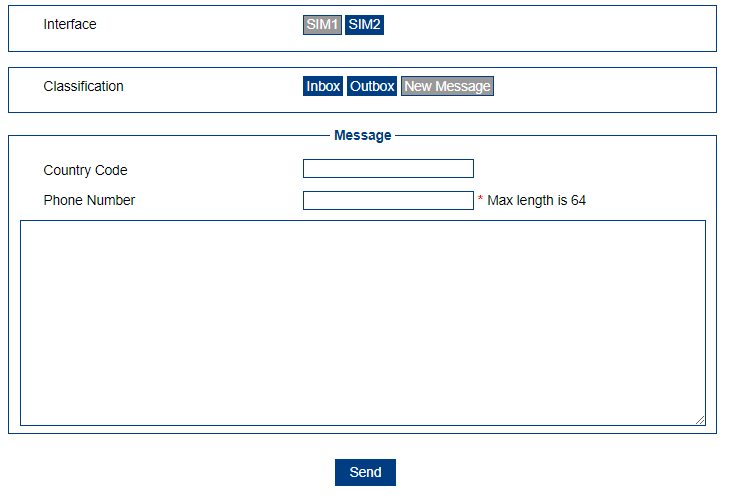 Interface SIM1 SIM2
Classification Inbox Outbox New Message
Message
Country Code
Phone Number * Max length is 64
Send